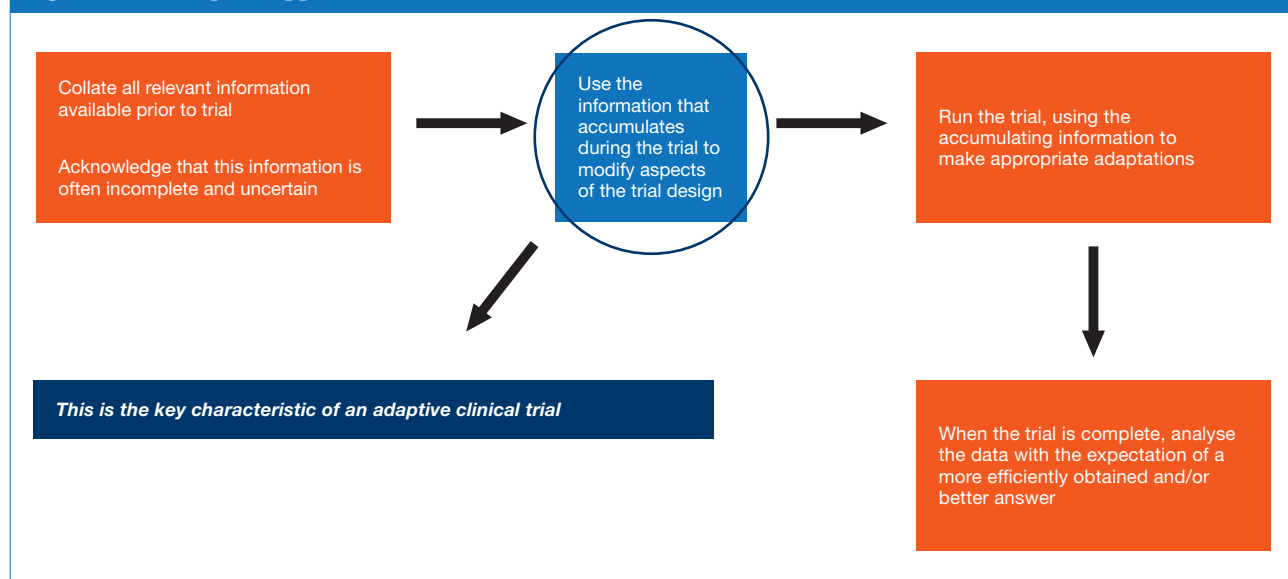 Collate all relevant information
available prior to trial
Acknowledge that this information is
often incomplete and uncertain
Use the
information that
accumulates
during the trial to
modify aspects
of the trial design
Run the trial, using the
accumulating information to
make appropriate adaptations
This is the key characteristic of an adaptive clinical trial
When the trial is complete, analyse
the data with the expectation of a
more efficiently obtained and/or
better answer